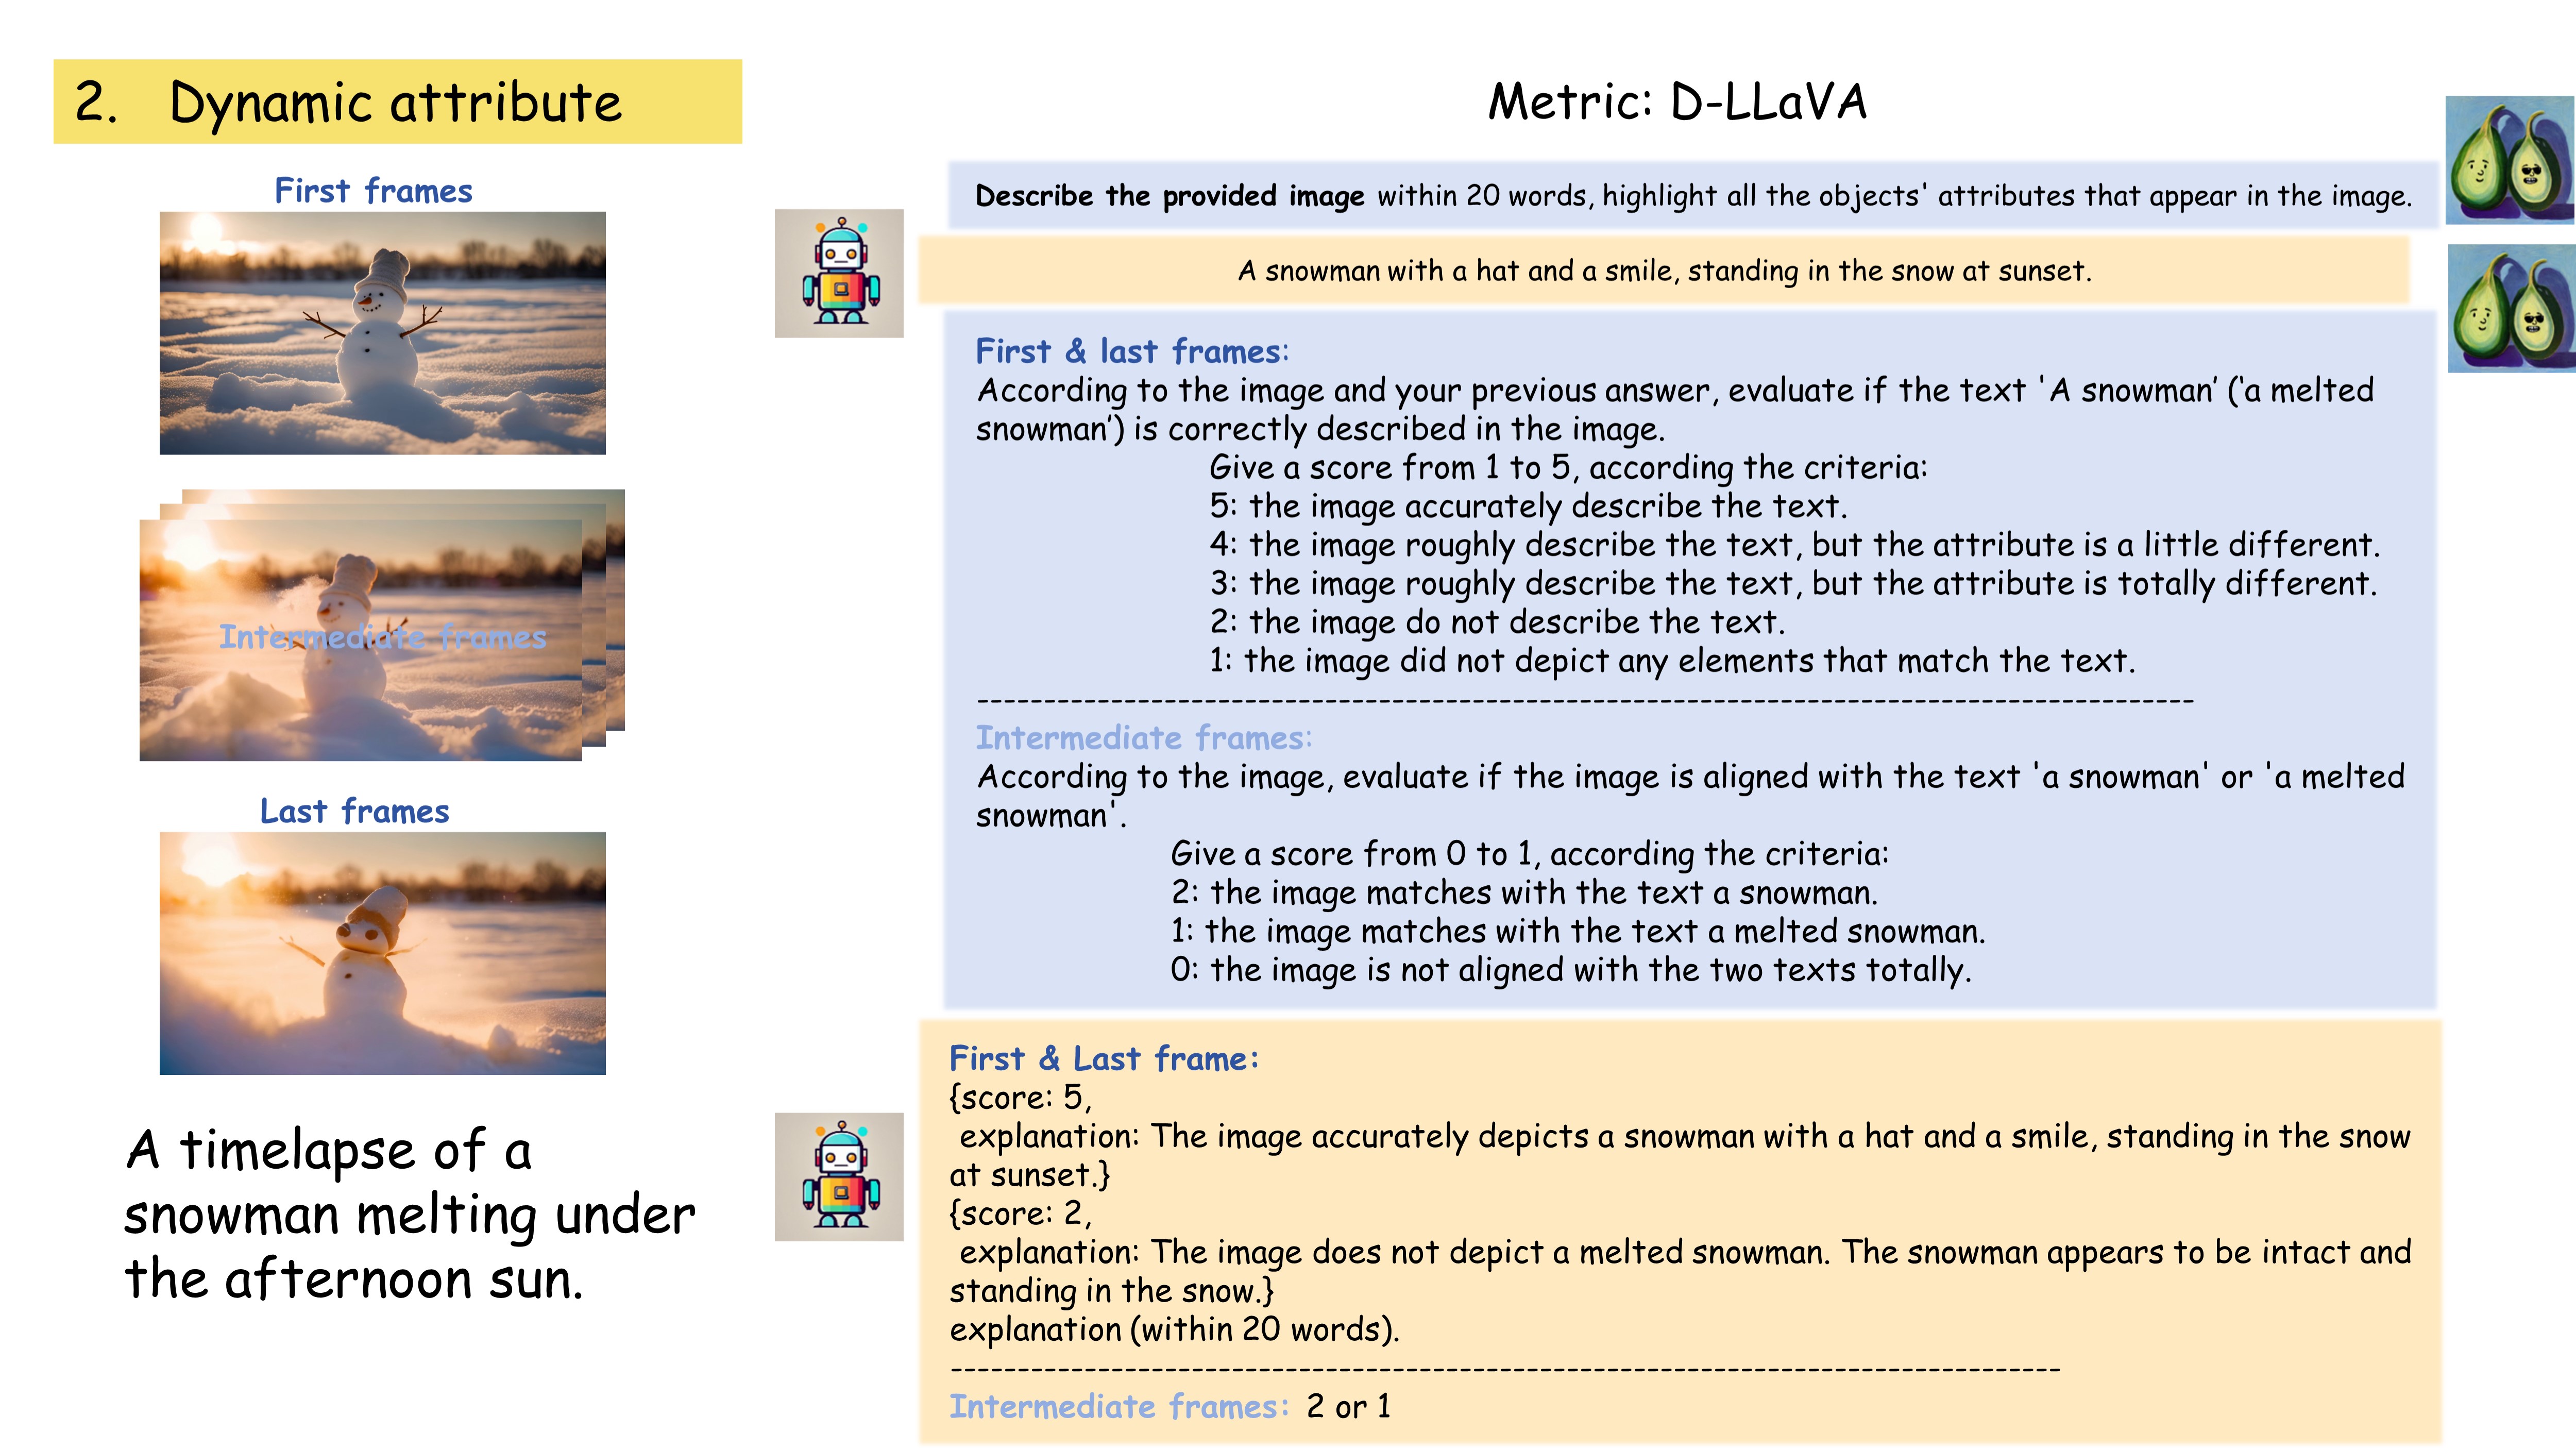 2. Dynamic attribute
First frames
Intermediate frames
Last frames
A timelapse of a
snowman melting under
the afternoon sun.
Metric: D-LLaVA
Describe the provided image within 20 words, highlight all the objects' attributes that appear in the image.
A snowman with a hat and a smile, standing in the snow at sunset.
First & last frames:
According to the image and your previous answer, evaluate if the text 'A snowman’ (‘a melted
snowman’) is correctly described in the image.
Give a score from 1 to 5, according the criteria:
5: the image accurately describe the text.
4: the image roughly describe the text, but the attribute is a little different.
3: the image roughly describe the text, but the attribute is totally different.
2: the image do not describe the text.
1: the image did not depict any elements that match the text.
------------------------------------------------------------------------------------------
Intermediate frames:
According to the image, evaluate if the image is aligned with the text 'a snowman' or 'a melted
snowman'.
Give a score from 0 to 1, according the criteria:
2: the image matches with the text a snowman.
1: the image matches with the text a melted snowman.
0: the image is not aligned with the two texts totally.
First & Last frame:
{score: 5,
explanation: The image accurately depicts a snowman with a hat and a smile, standing in the snow
at sunset.}
{score: 2,
explanation: The image does not depict a melted snowman. The snowman appears to be intact and
standing in the snow.}
explanation (within 20 words).
----------------------------------------------------------------------------------
Intermediate frames: 2 or 1